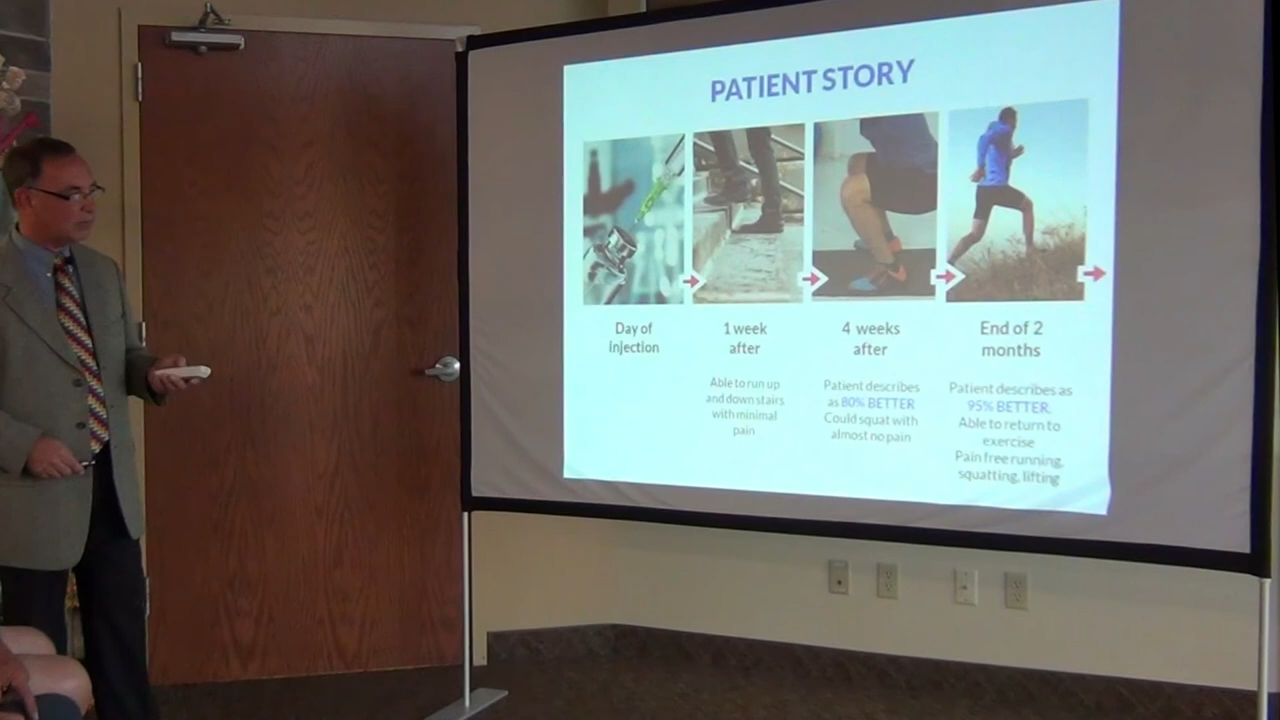 PATIENT STORY
Day of
injection
1 week
after
Able to run up
and down stairs
with minimal
pain
4 weeks
after
Patient describes
as 80% BETTER
Could squat with
almost no pain
End of 2
months
Patient describes as
95% BETTER.
Able to return to
exercise
Pain free running,
squatting, lifting